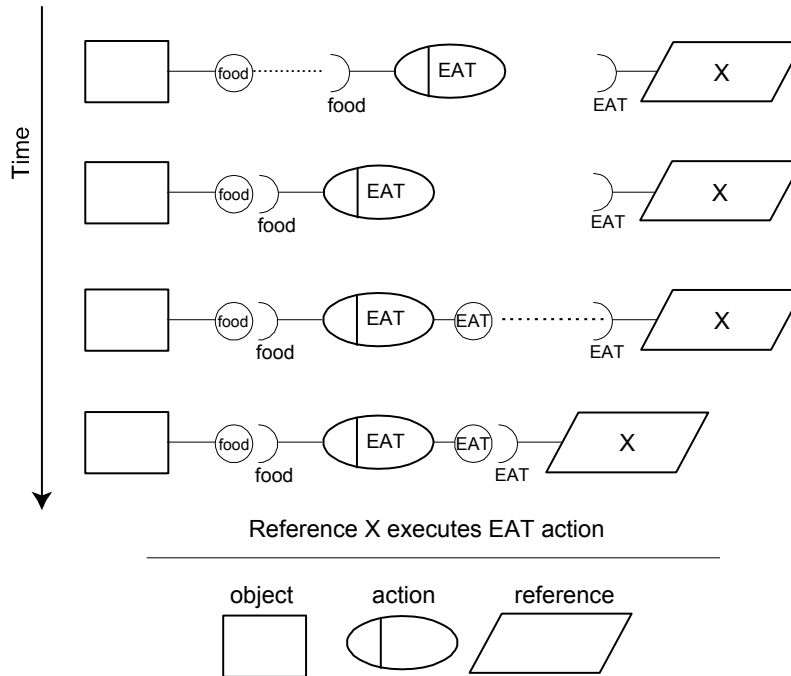 Time
food EAT X
food EAT
food EAT X
food EAT
food EAT EAT X
food EAT
food EAT EAT X
food EAT
Reference X executes EAT action
object action reference